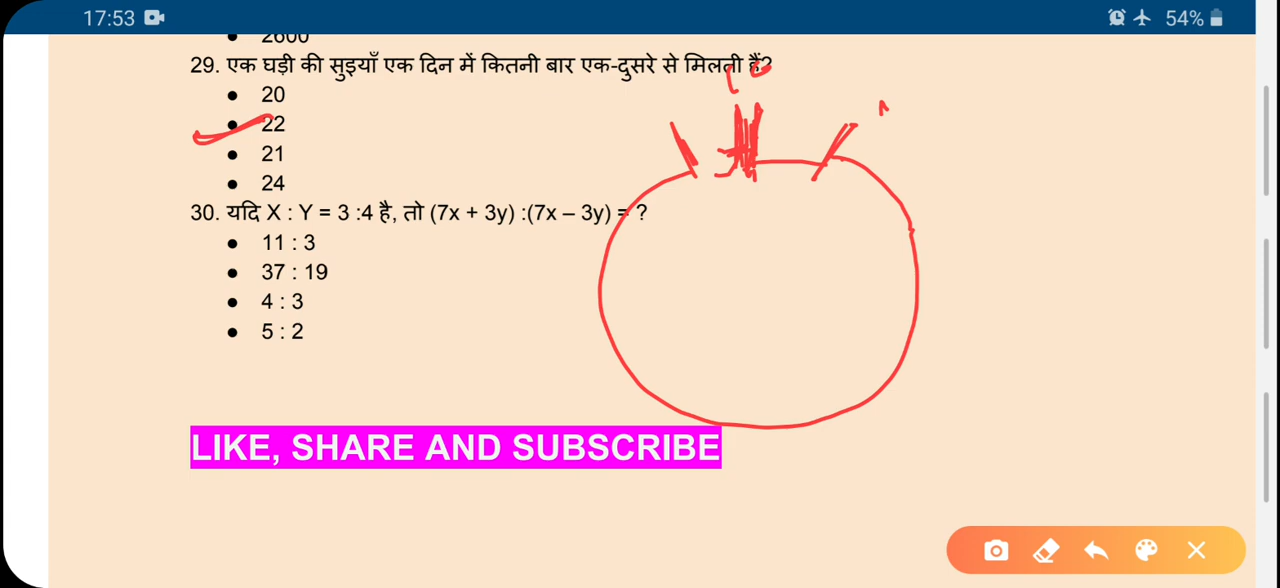 17:53 54%
2600
29. एक घड़ी की सुइयाँ एक दिन में कितनी बार एक-दुसरे से मिलती हैं?
20
22
21
24
30. यदि X : Y = 3 :4 है, तो (7x + 3y) :(7x – 3y) = ?
11 : 3
37 : 19
4 : 3
5 : 2
LIKE, SHARE AND SUBSCRIBE